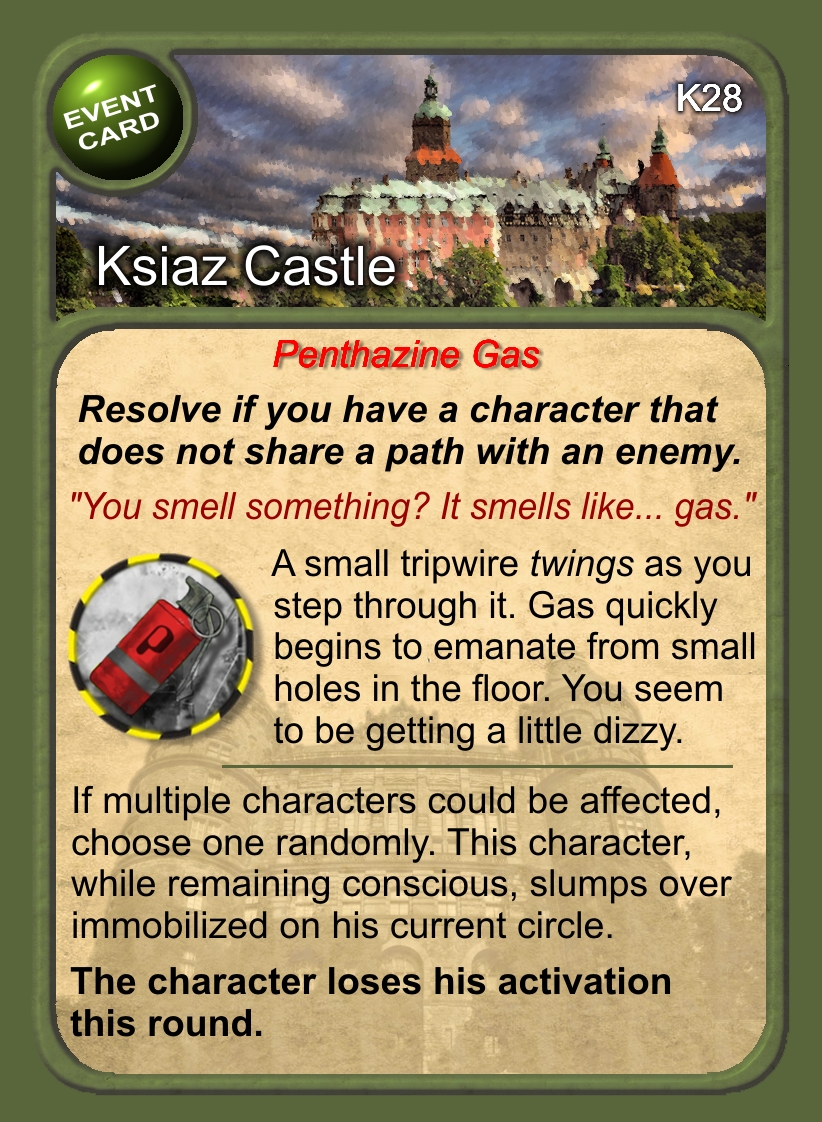 EVENT
CARD
K28
Ksiaz Castle
Penthazine Gas
Resolve if you have a character that
does not share a path with an enemy.
"You smell something? It smells like... gas."
A small tripwire twings as you
step through it. Gas quickly
begins to emanate from small
holes in the floor. You seem
to be getting a little dizzy.
P
If multiple characters could be affected,
choose one randomly. This character,
while remaining conscious, slumps over
immobilized on his current circle.
The character loses his activation
this round.